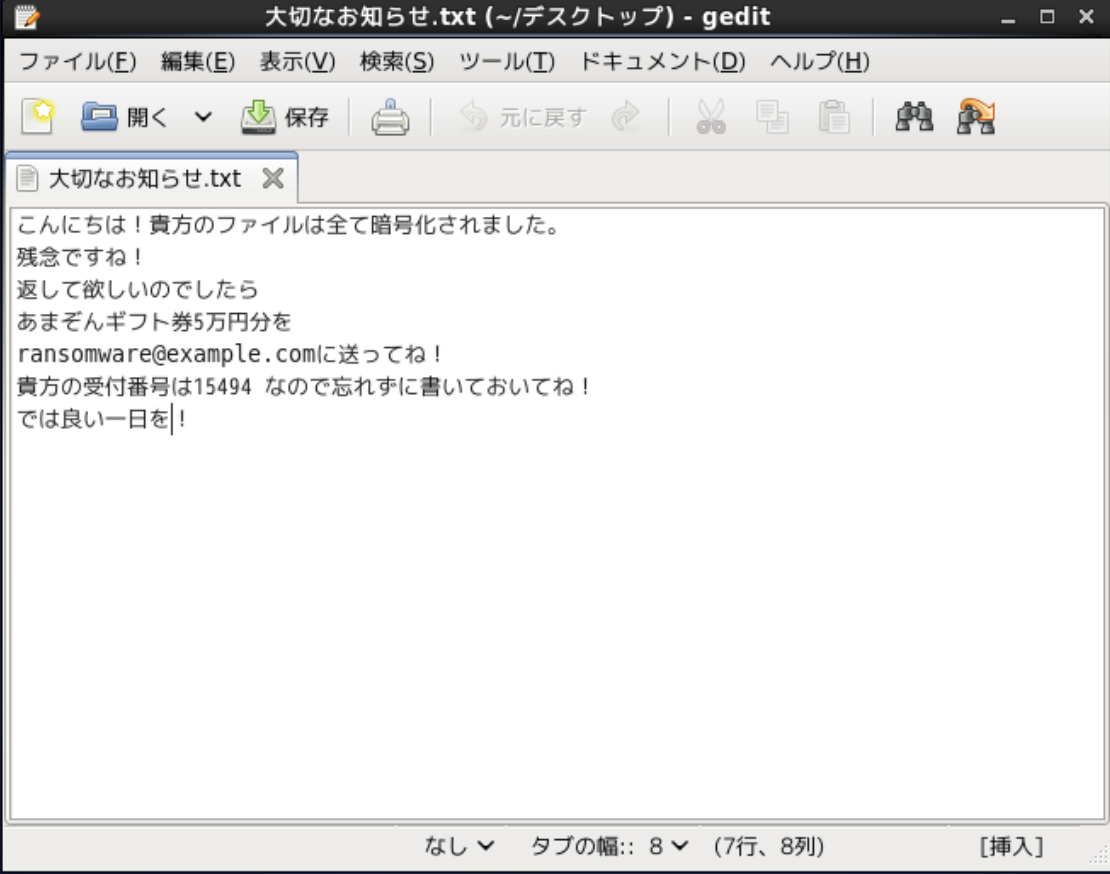 大切なお知らせ.txt (~/デスクトップ) - gedit
ファイル(F) 編集(E) 表示(V) 検索(S) ツール(T) ドキュメント(D) ヘルプ(H)
開く 保存 元に戻す
大切なお知らせ.txt
こんにちは！貴方のファイルは全て暗号化されました。
残念ですね！
返して欲しいのでしたら
あまぞんギフト券5万円分を
ransomware@example.comに送ってね！
貴方の受付番号は15494 なので忘れずに書いておいてね！
では良い一日を！
なし タブの幅:: 8 (7行、8列) [挿入]